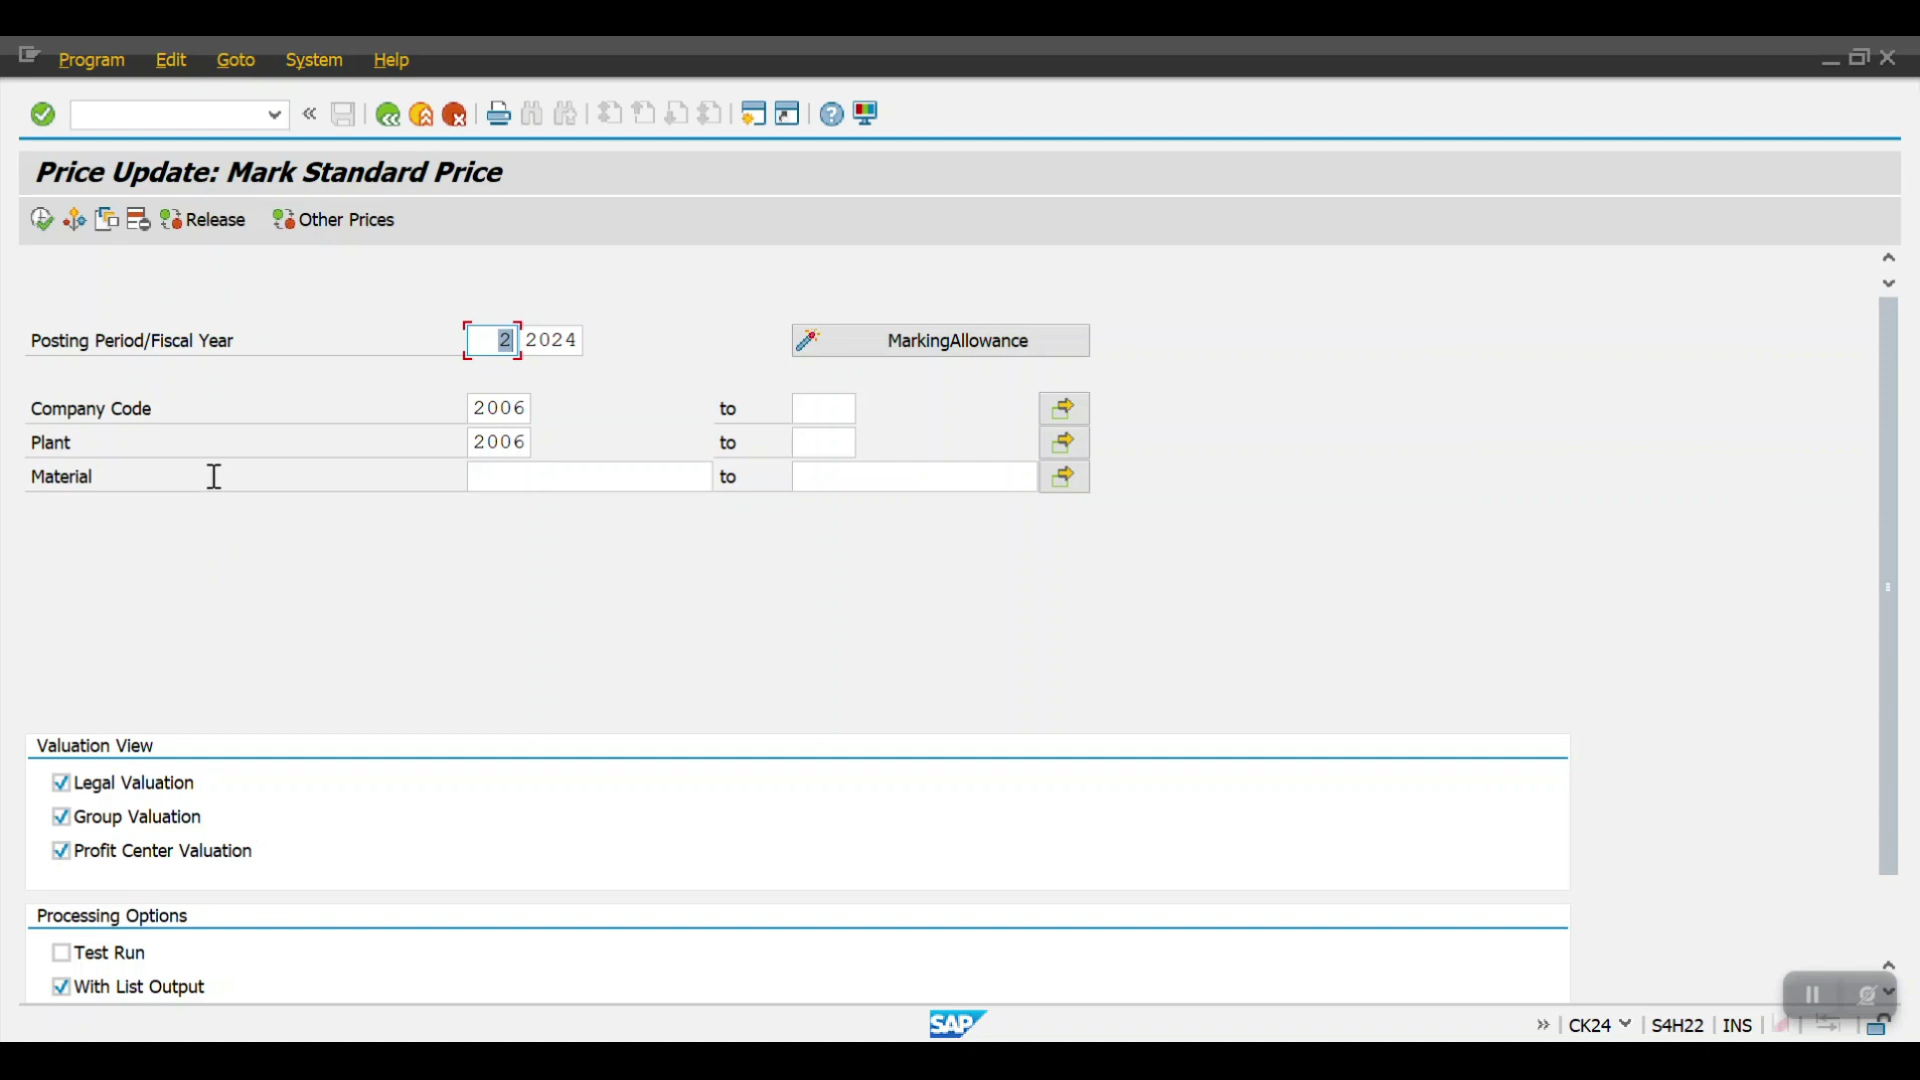 Program Edit Goto System Help
Price Update: Mark Standard Price
Release Other Prices
Posting Period/Fiscal Year 2 2024 MarkingAllowance
Company Code 2006 to
Plant 2006 to
Material to
Valuation View
Legal Valuation
Group Valuation
Profit Center Valuation
Processing Options
Test Run
With List Output
SAP CK24 S4H22 INS